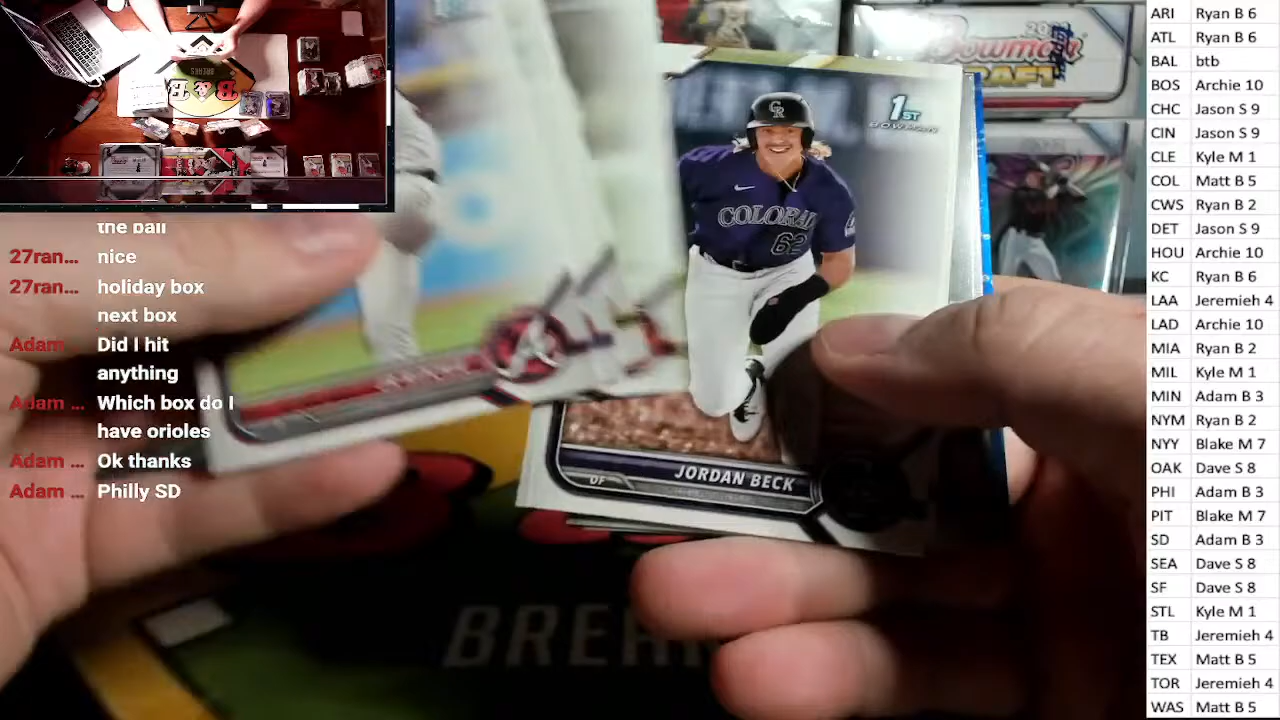 the ball
27ran... nice
27ran... holiday box
next box
Adam Did I hit
anything
Adam ... Which box do I
have orioles
Adam ... Ok thanks
Adam ... Philly SD
BREAKS
B
Bowman
DRAFT
1ST
BOWMAN
CR
COLORA
62
JORDAN BECK
OF
BREA
ARI Ryan B 6
ATL Ryan B 6
BAL btb
BOS Archie 10
CHC Jason S 9
CIN Jason S 9
CLE Kyle M 1
COL Matt B 5
CWS Ryan B 2
DET Jason S 9
HOU Archie 10
KC Ryan B 6
LAA Jeremieh 4
LAD Archie 10
MIA Ryan B 2
MIL Kyle M 1
MIN Adam B 3
NYM Ryan B 2
NYY Blake M 7
OAK Dave S 8
PHI Adam B 3
PIT Blake M 7
SD Adam B 3
SEA Dave S 8
SF Dave S 8
STL Kyle M 1
TB Jeremieh 4
TEX Matt B 5
TOR Jeremieh 4
WAS Matt B 5